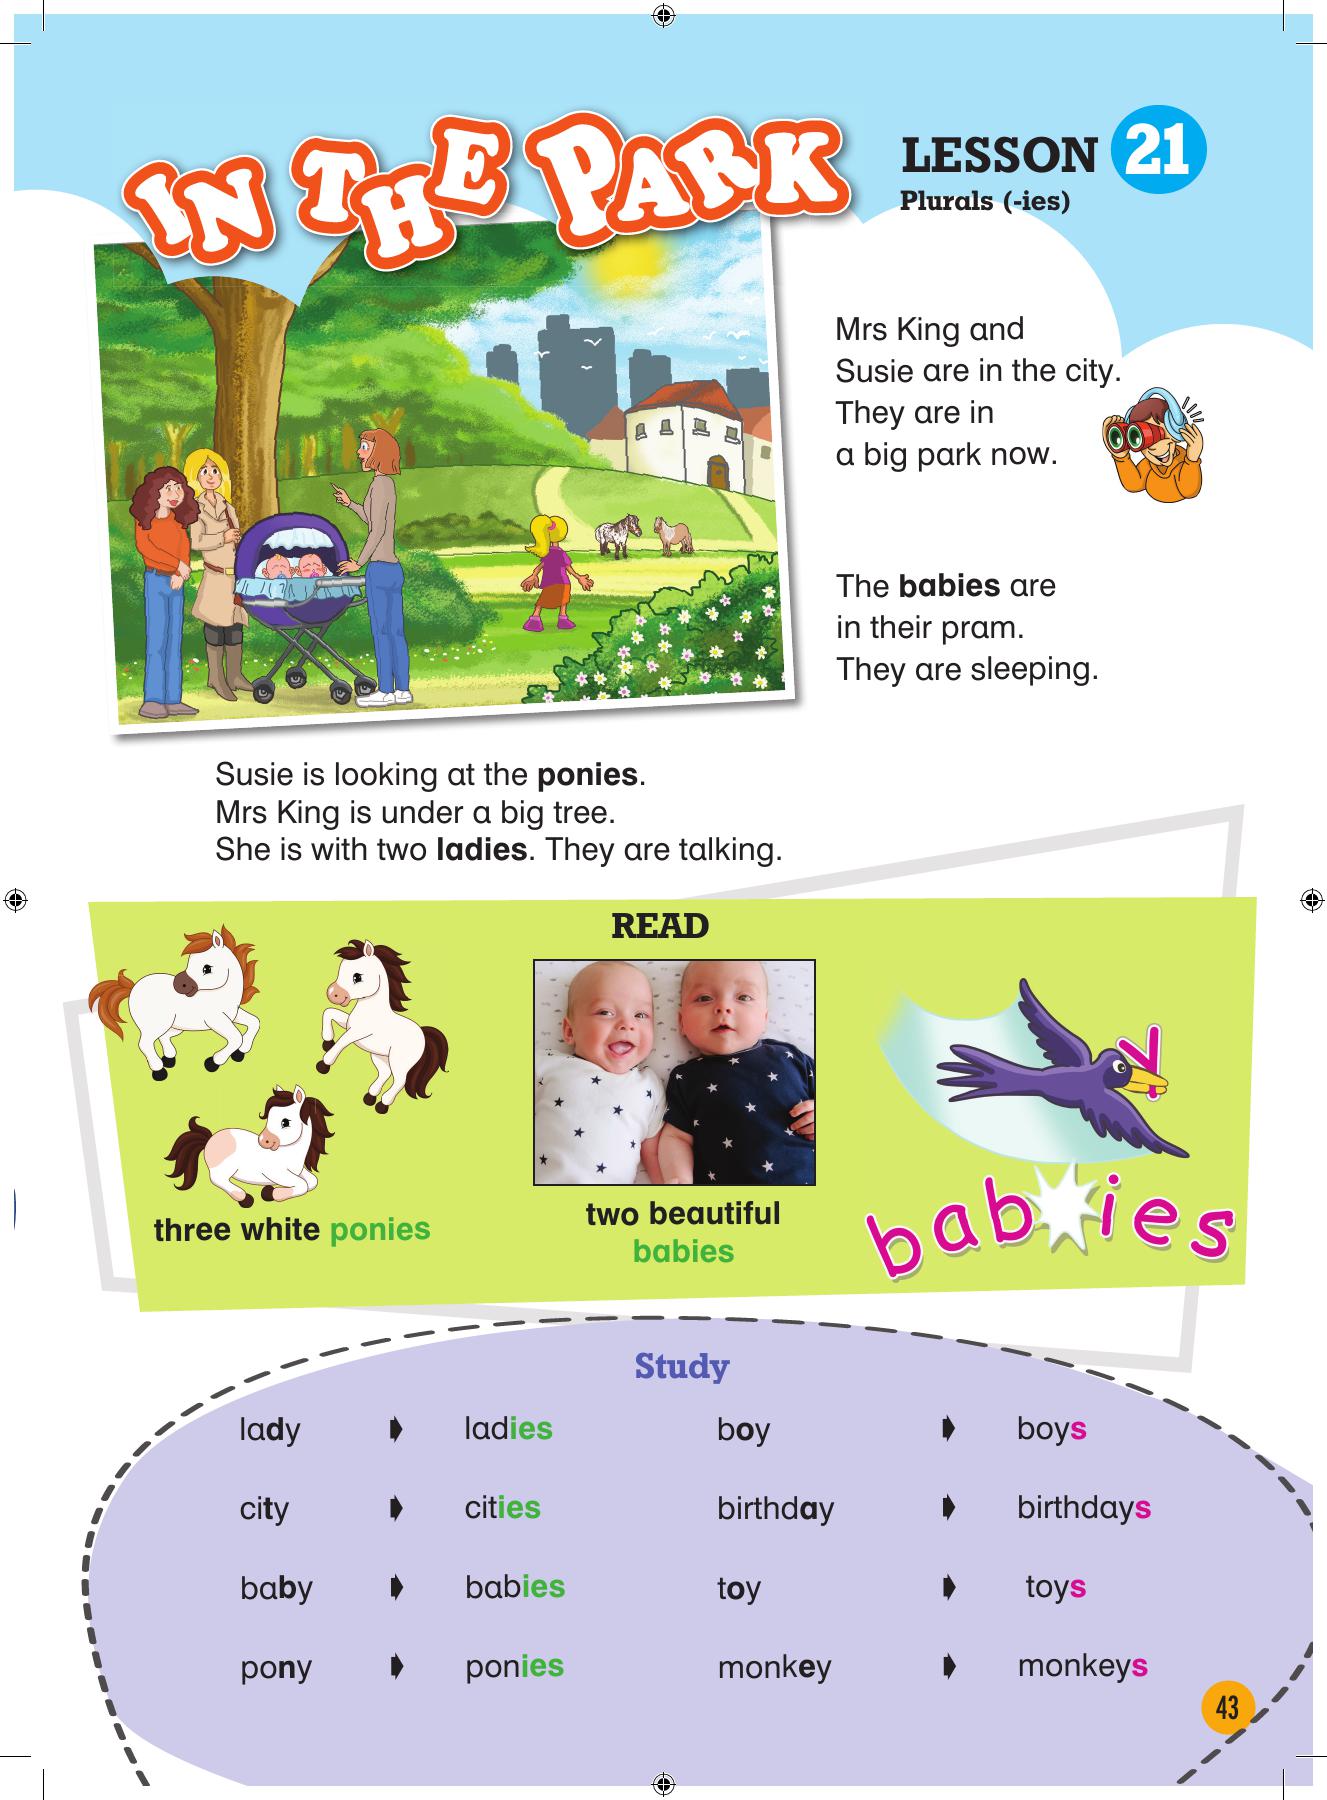 IN THE PARK
LESSON 21
Plurals (-ies)
Mrs King and
Susie are in the city.
They are in
a big park now.
The babies are
in their pram.
They are sleeping.
Susie is looking at the ponies.
Mrs King is under a big tree.
She is with two ladies. They are talking.
READ
three white ponies
two beautiful
babies
y
babies
Study
lady ladies boy boys
city cities birthday birthdays
baby babies toy toys
pony ponies monkey monkeys
43